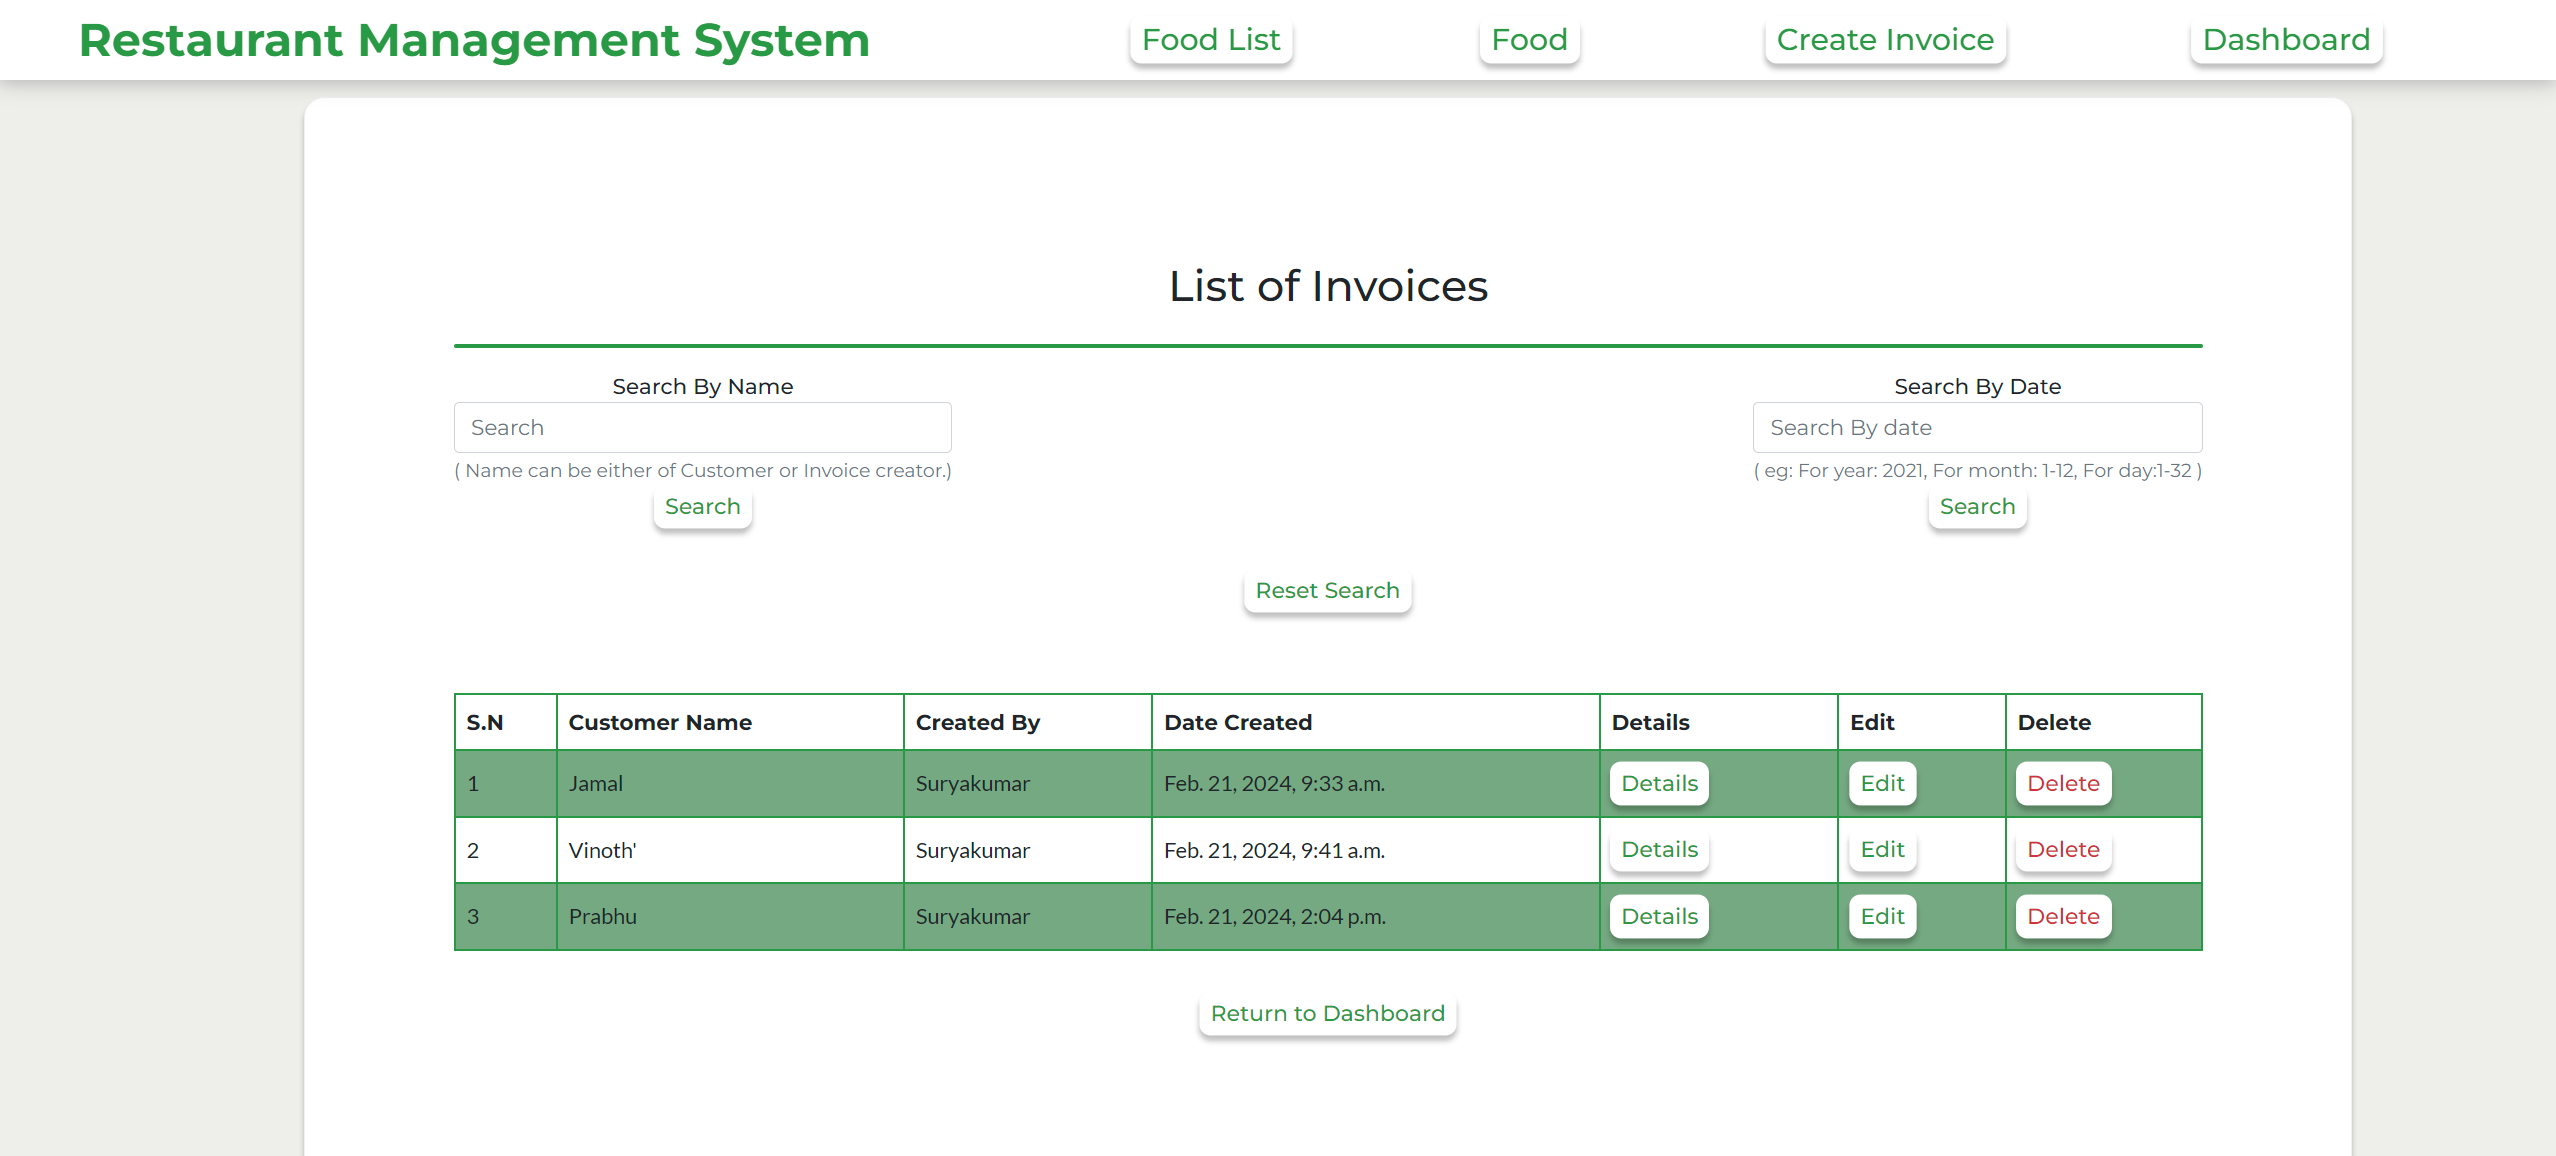 Restaurant Management System Food List Food Create Invoice Dashboard
List of Invoices
Search By Name Search By Date
Search Search By date
( Name can be either of Customer or Invoice creator.) ( eg: For year: 2021, For month: 1-12, For day:1-32 )
Search Search
Reset Search
S.N Customer Name Created By Date Created Details Edit Delete
1 Jamal Suryakumar Feb. 21, 2024, 9:33 a.m. Details Edit Delete
2 Vinoth' Suryakumar Feb. 21, 2024, 9:41 a.m. Details Edit Delete
3 Prabhu Suryakumar Feb. 21, 2024, 2:04 p.m. Details Edit Delete
Return to Dashboard